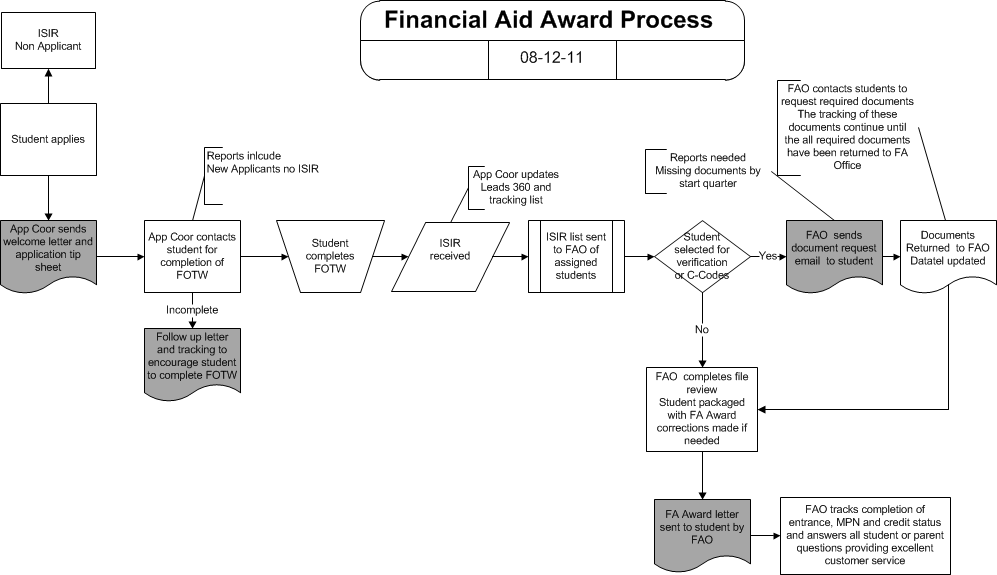 Financial Aid Award Process
08-12-11
ISIR
Non Applicant
Student applies
App Coor sends
welcome letter and
application tip
sheet
Reports inlcude
New Applicants no ISIR
App Coor contacts
student for
completion of
FOTW
Incomplete
Follow up letter
and tracking to
encourage student
to complete FOTW
Student
completes
FOTW
App Coor updates
Leads 360 and
tracking list
ISIR
received
ISIR list sent
to FAO of
assigned
students
Student
selected for
verification
or C-Codes
Yes
No
Reports needed
Missing documents by
start quarter
FAO sends
document request
email to student
FAO contacts students to
request required documents
The tracking of these
documents continue until
the all required documents
have been returned to FA
Office
Documents
Returned to FAO
Datatel updated
FAO completes file
review
Student packaged
with FA Award
corrections made if
needed
FA Award letter
sent to student by
FAO
FAO tracks completion of
entrance, MPN and credit status
and answers all student or parent
questions providing excellent
customer service